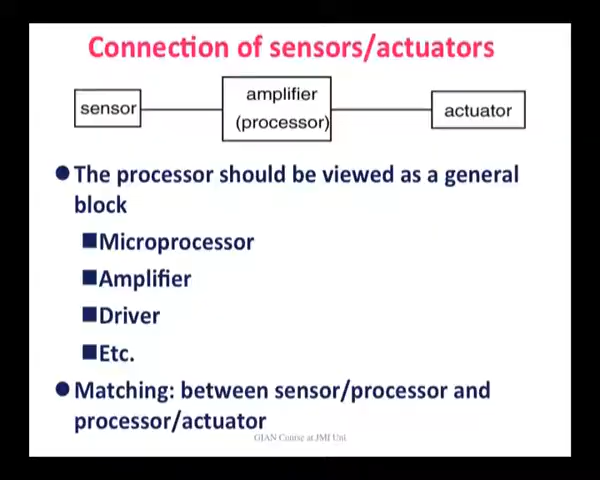 Connection of sensors/actuators
sensor
amplifier
(processor)
actuator
The processor should be viewed as a general
block
Microprocessor
Amplifier
Driver
Etc.
Matching: between sensor/processor and
processor/actuator
GIAN Course at JMI Uni.